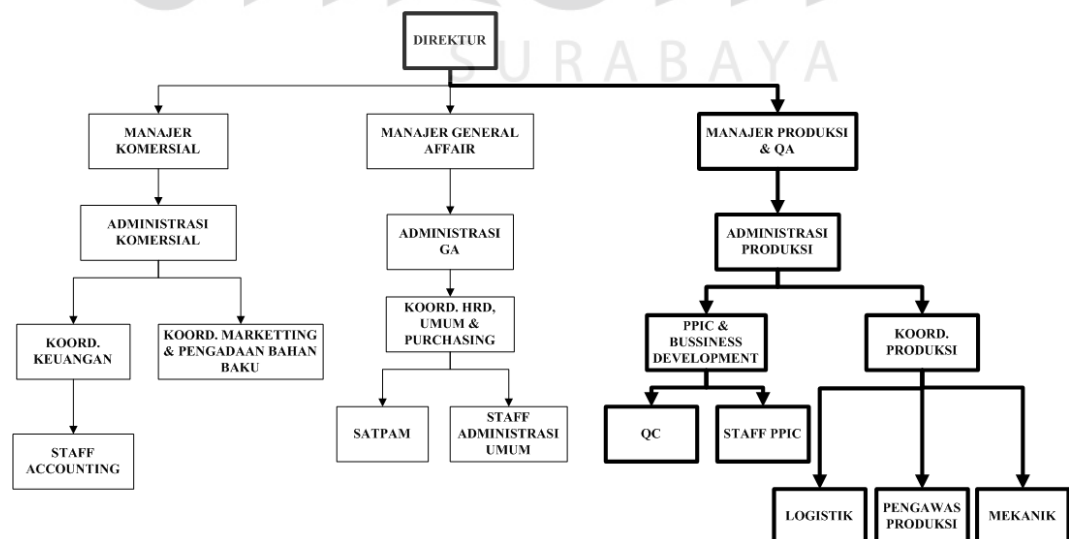 DIREKTUR
SURABAYA
MANAJER
KOMERSIAL
MANAJER GENERAL
AFFAIR
MANAJER PRODUKSI
& QA
ADMINISTRASI
KOMERSIAL
ADMINISTRASI
GA
ADMINISTRASI
PRODUKSI
KOORD.
KEUANGAN
KOORD. MARKETTING
& PENGADAAN BAHAN
BAKU
KOORD. HRD,
UMUM &
PURCHASING
PPIC &
BUSSINESS
DEVELOPMENT
KOORD.
PRODUKSI
STAFF
ACCOUNTING
SATPAM
STAFF
ADMINISTRASI
UMUM
QC
STAFF PPIC
LOGISTIK
PENGAWAS
PRODUKSI
MEKANIK